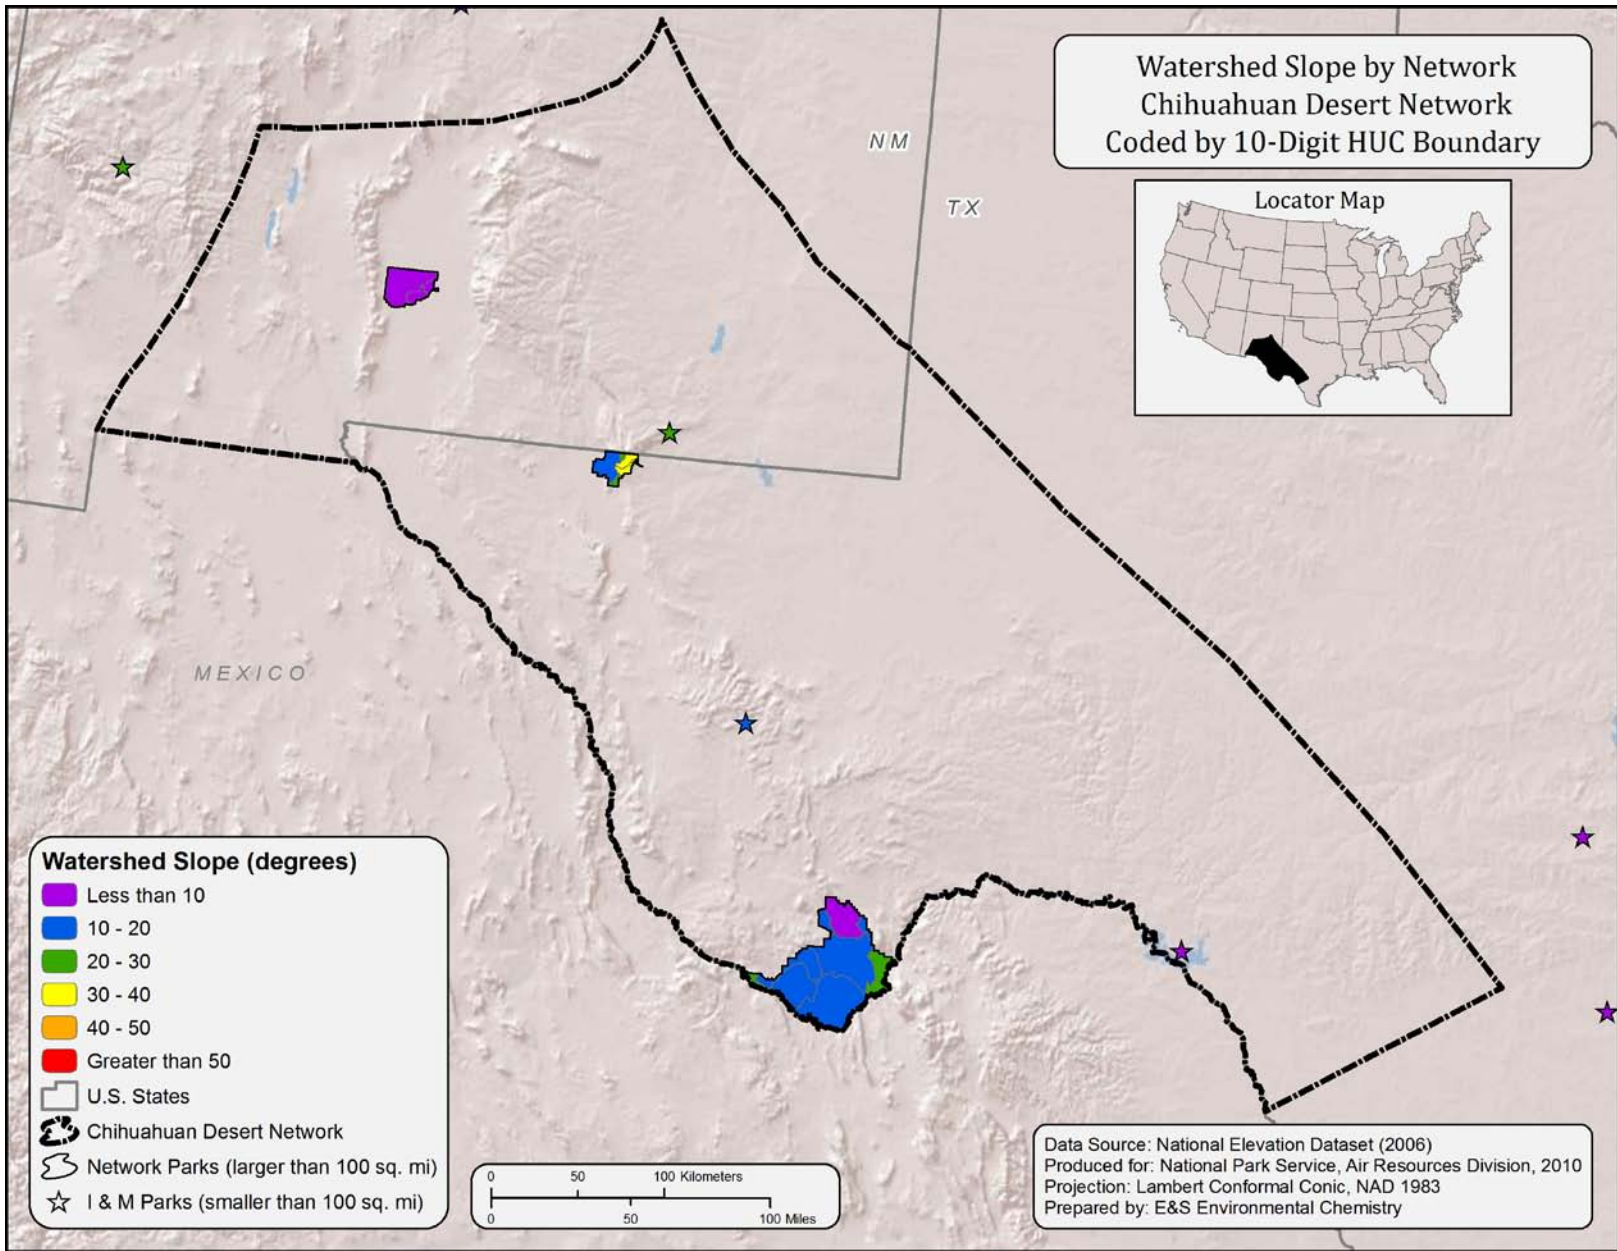 Watershed Slope by Network
Chihuahuan Desert Network
Coded by 10-Digit HUC Boundary
NM
TX
Locator Map
MEXICO
Watershed Slope (degrees)
Less than 10
10 - 20
20 - 30
30 - 40
40 - 50
Greater than 50
U.S. States
Chihuahuan Desert Network
Network Parks (larger than 100 sq. mi)
I & M Parks (smaller than 100 sq. mi)
0 50 100 Kilometers
0 50 100 Miles
Data Source: National Elevation Dataset (2006)
Produced for: National Park Service, Air Resources Division, 2010
Projection: Lambert Conformal Conic, NAD 1983
Prepared by: E&S Environmental Chemistry